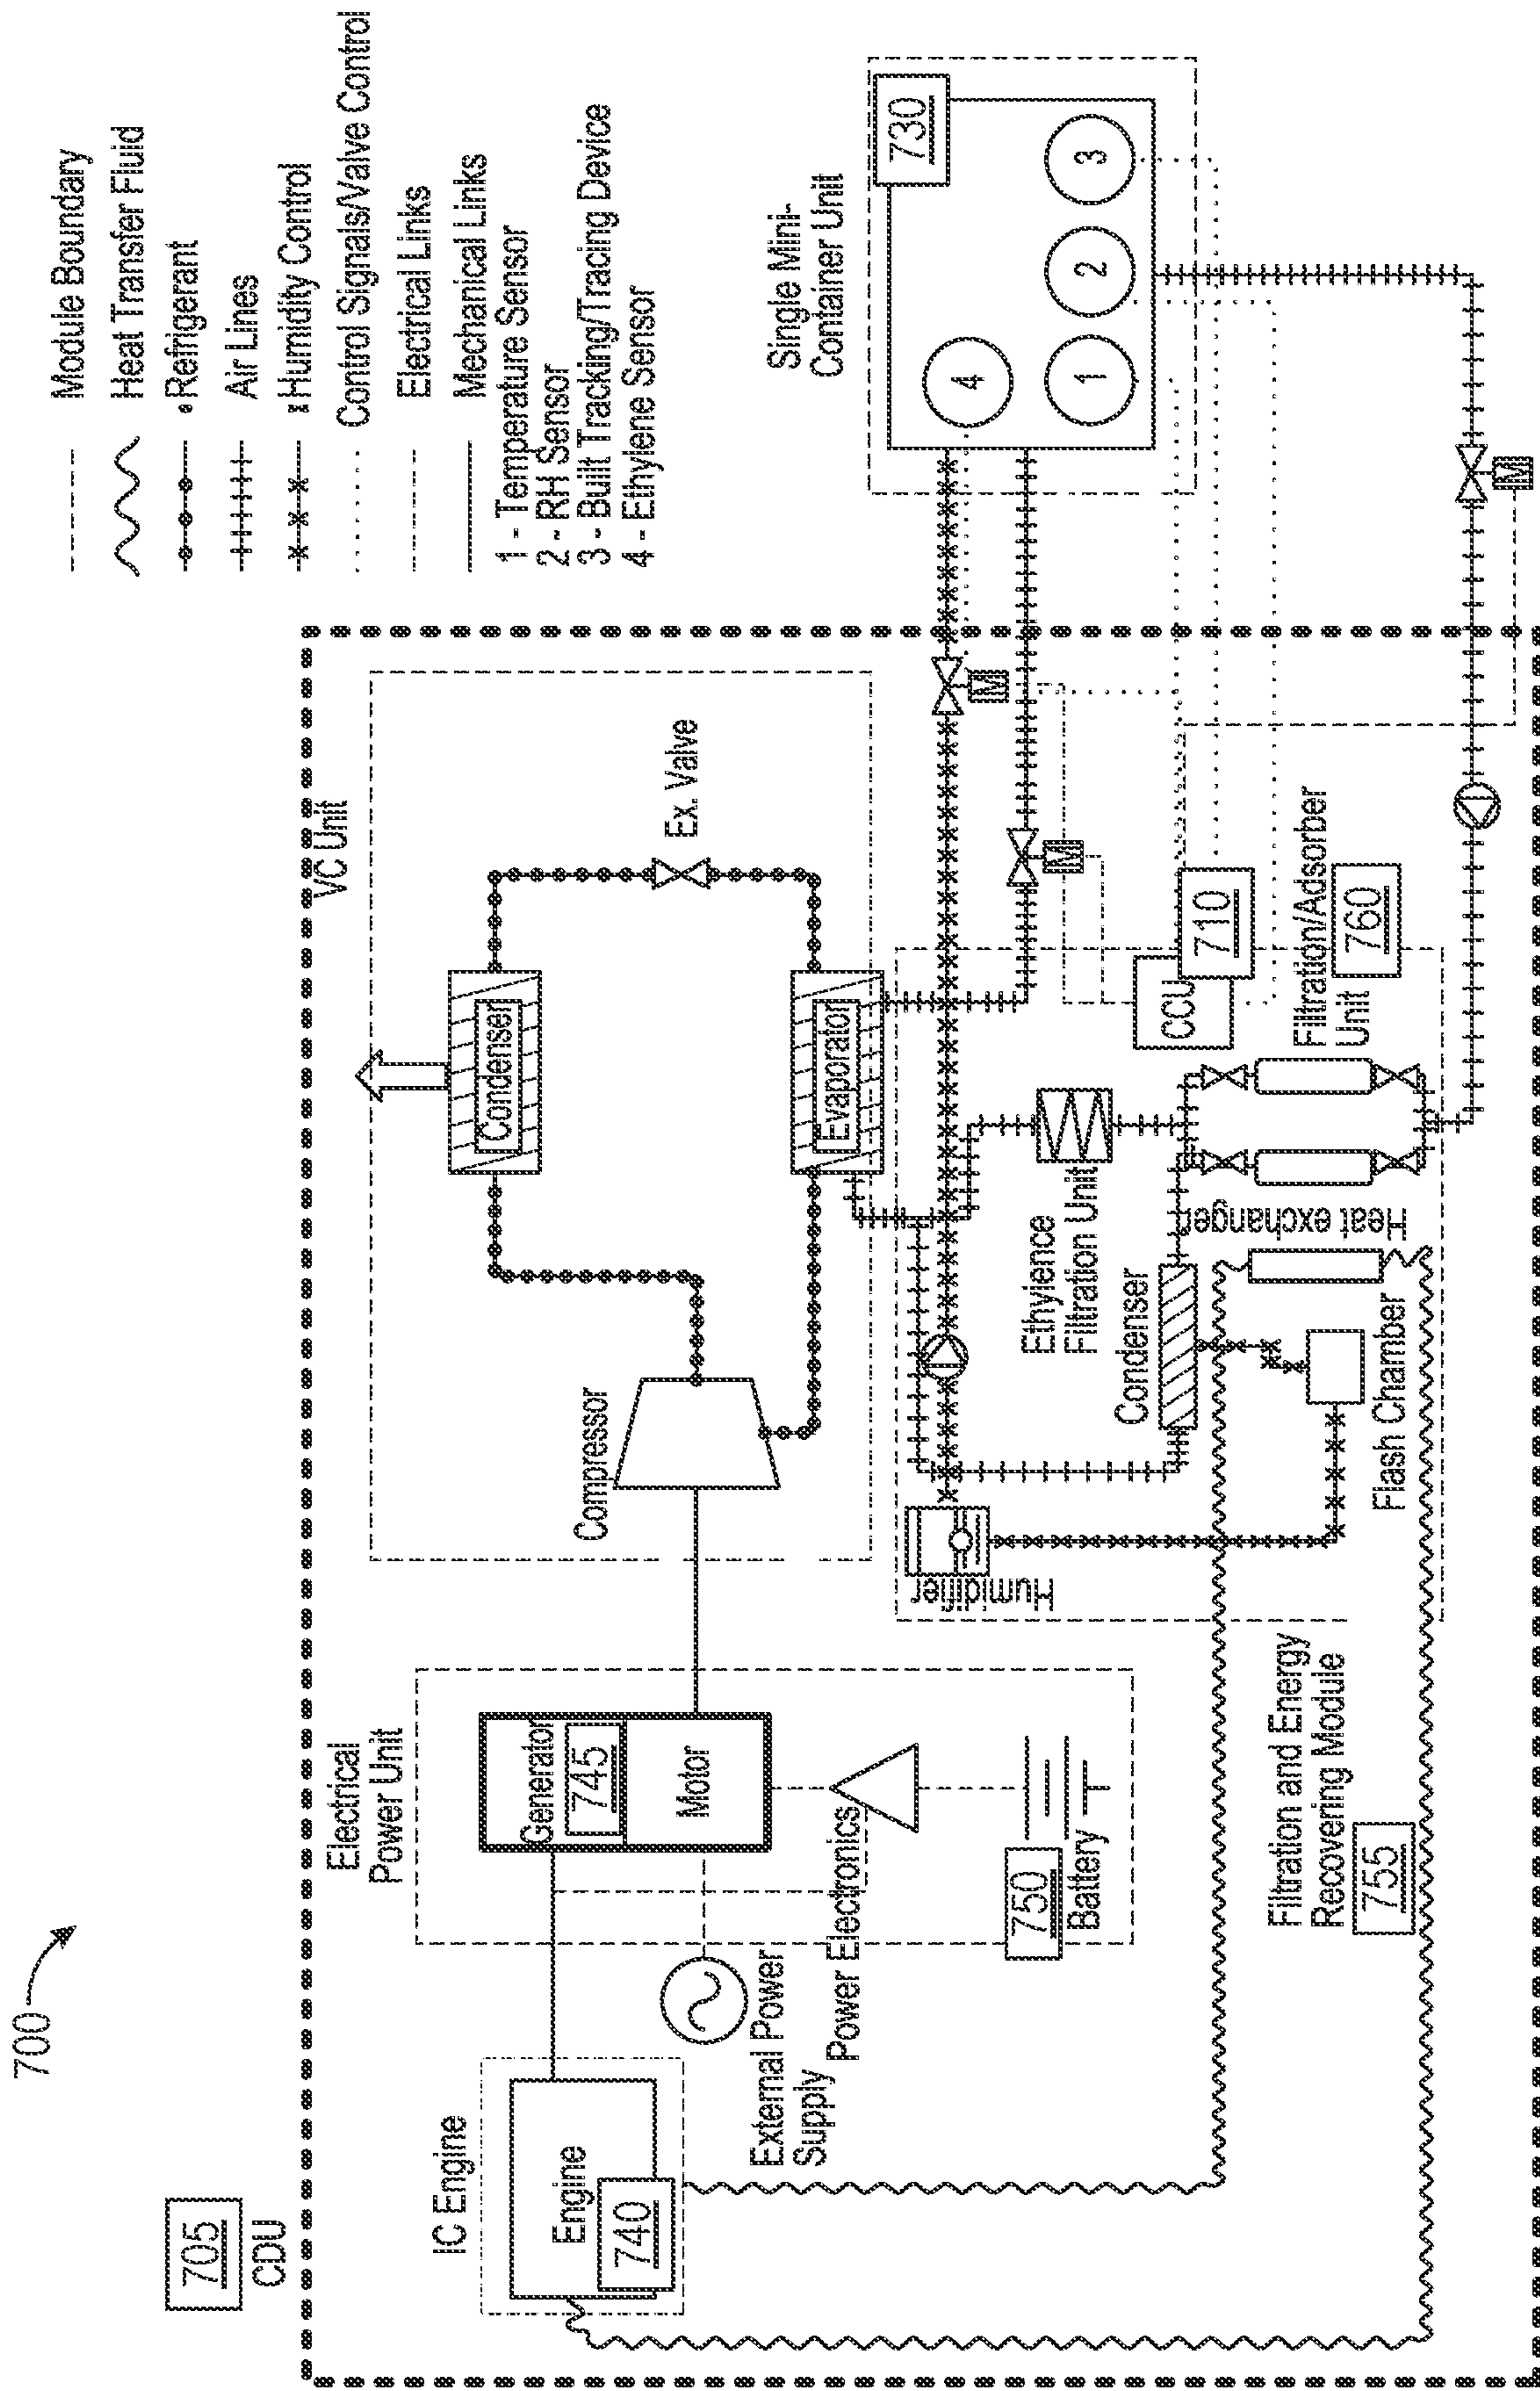 700
705
CDU
Module Boundary
Heat Transfer Fluid
Refrigerant
Air Lines
Humidity Control
Control Signals/Valve Control
Electrical Links
Mechanical Links
1 - Temperature Sensor
2 - RH Sensor
3 - Built Tracking/Tracing Device
4 - Ethylene Sensor
IC Engine
Engine
740
Electrical
Power Unit
Generator
745
Motor
External Power
Supply
Power Electronics
750
Battery
VC Unit
Compressor
Condenser
Evaporator
Ex. Valve
Single Mini-
Container Unit
730
4
1
2
3
M
M
M
Humidifier
Ethylence
Filtration Unit
Condenser
CCU
710
Filtration/Adsorber
Unit
760
Heat exchanger
Flash Chamber
Filtration and Energy
Recovering Module
755